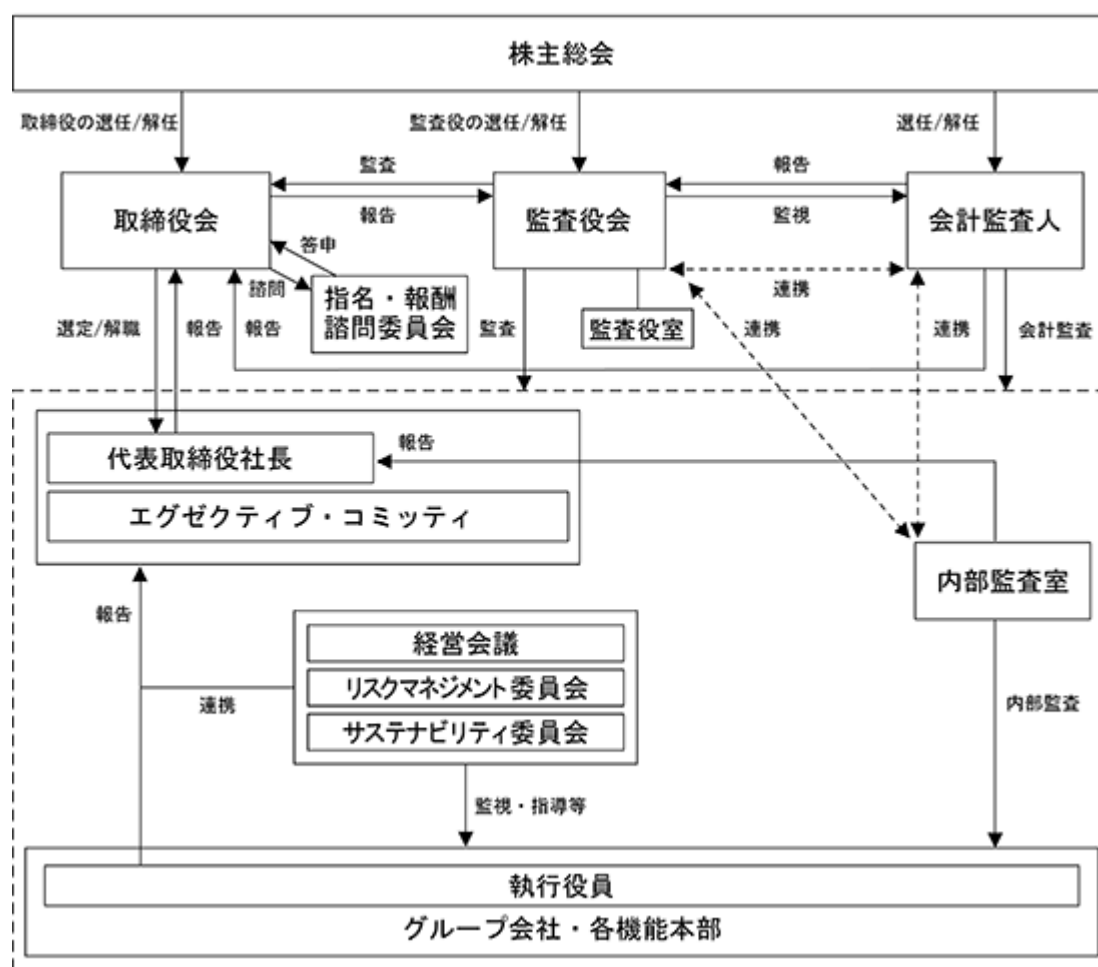 株主総会
取締役の選任/解任
監査役の選任/解任
選任/解任
監査
報告
取締役会
報告
監査役会
監視
会計監査人
答申
諮問
指名・報酬
諮問委員会
連携
選定/解職
報告
報告
監査
監査役室
連携
連携
会計監査
代表取締役社長
報告
エグゼクティブ・コミッティ
内部監査室
報告
経営会議
リスクマネジメント委員会
連携
サステナビリティ委員会
内部監査
監視・指導等
執行役員
グループ会社・各機能本部